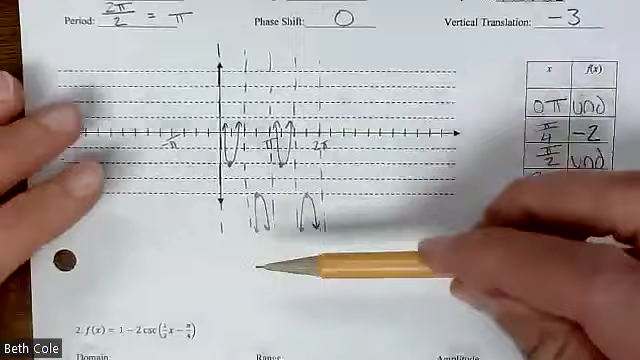 Period: 2π/2 = π Phase Shift: 0 Vertical Translation: -3
x f(x)
0π und
π/4 -2
π/2 und
-π π 2π
2. f(x) = 1 − 2 csc(1/2 x − π/4)
Beth Cole
Domain: Range: Amplitude: